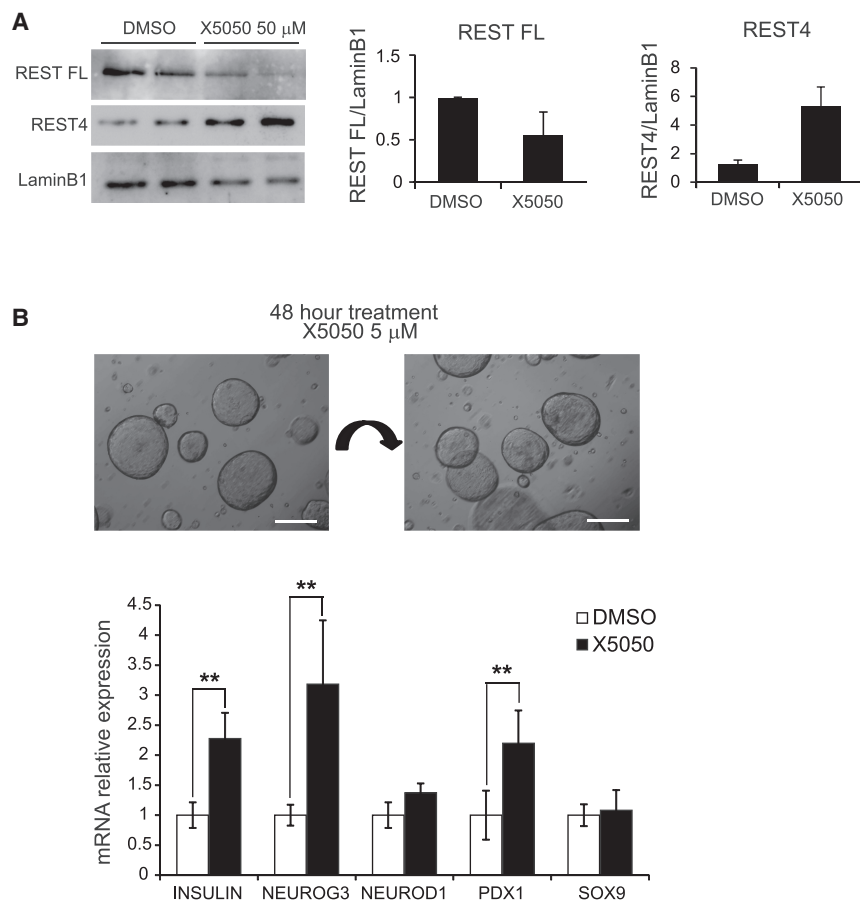 A
DMSO X5050 50 μM
REST FL
REST4
LaminB1
REST FL
REST FL/LaminB1
1.5
1
0.5
0
DMSO X5050
REST4
REST4/LaminB1
8
6
4
2
0
DMSO X5050
B
48 hour treatment
X5050 5 μM
mRNA relative expression
4.5
4
3.5
3
2.5
2
1.5
1
0.5
0
**
**
**
DMSO
X5050
INSULIN NEUROG3 NEUROD1 PDX1 SOX9